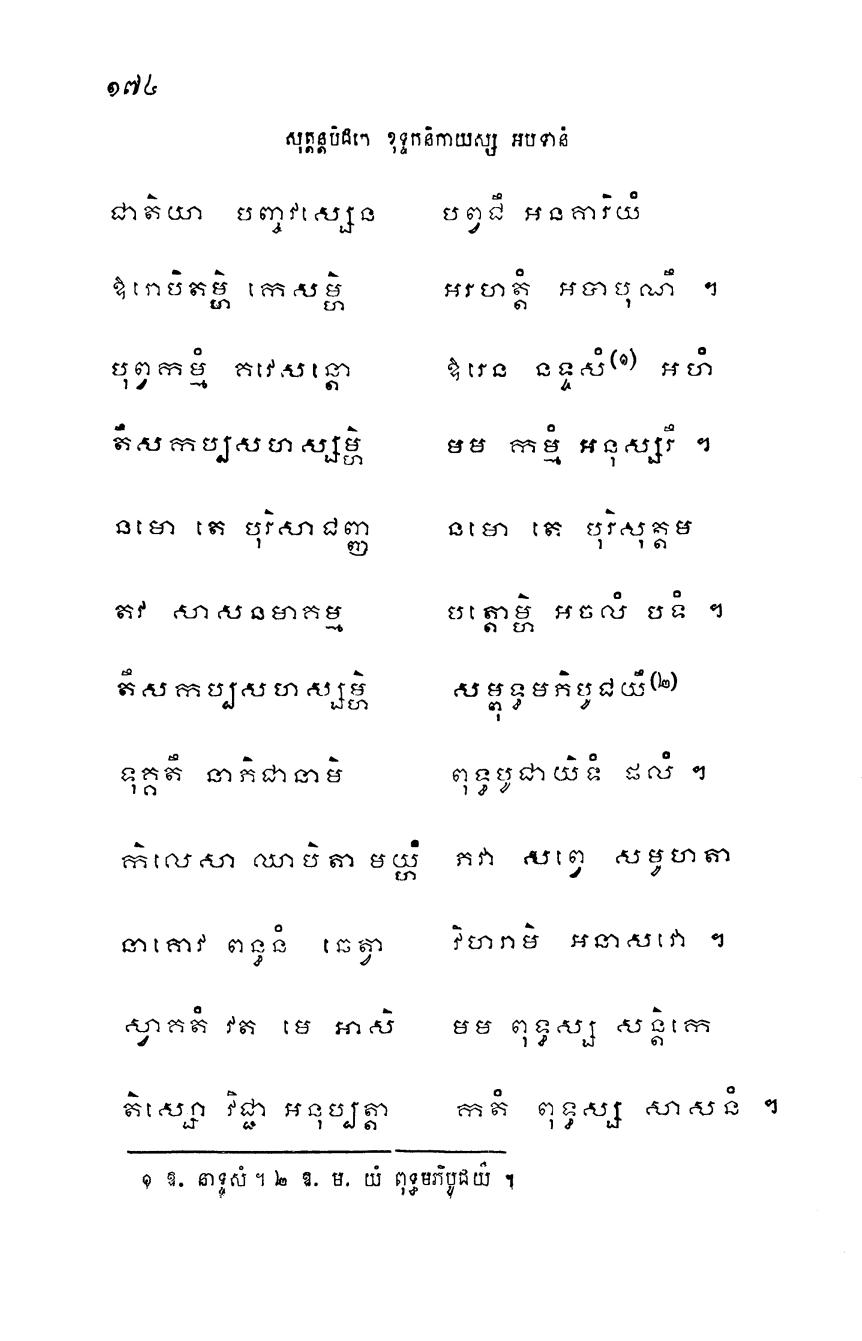 ១៧៤
សុត្តន្តបិដកេ ខុទ្ទកនិកាយស្ស អបទានំ
ជាតិយា បញ្ចវស្សេន បព្វជឹ អនគារិយំ
ឱរោបិតម្ហិ កេសម្ហិ អរហត្តំ អបាបុណឹ ។
បុព្វកម្មំ គវេសន្តោ ឱរេន នទ្ទសំ(១) អហំ
តឹសកប្បសហស្សម្ហិ មម កម្មំ អនុស្សរឹ ។
នមោ តេ បុរិសាជញ្ញ នមោ តេ បុរិសុត្តម
តវ សាសនមាគម្ម បត្តោម្ហិ អចលំ បទំ ។
តឹសកប្បសហស្សម្ហិ សម្ពុទ្ធមភិបូជយឹ(២)
ទុគ្គតឹ នាភិជានាមិ ពុទ្ធបូជាយិទំ ផលំ ។
កិលេសា ឈាបិតា មយ្ហំ ភវា សព្វេ សមូហតា
នាគោវ ពន្ធនំ ឆេត្វា វិហរាមិ អនាសវោ ។
ស្វាគតំ វត មេ អាសិ មម ពុទ្ធស្ស សន្តិកេ
តិស្សោ វិជ្ជា អនុប្បត្តា កតំ ពុទ្ធស្ស សាសនំ ។
១ ឱ. នាទ្ទសំ ។ ២ ឱ. ម. យំ ពុទ្ធមភិបូជយឹ ។